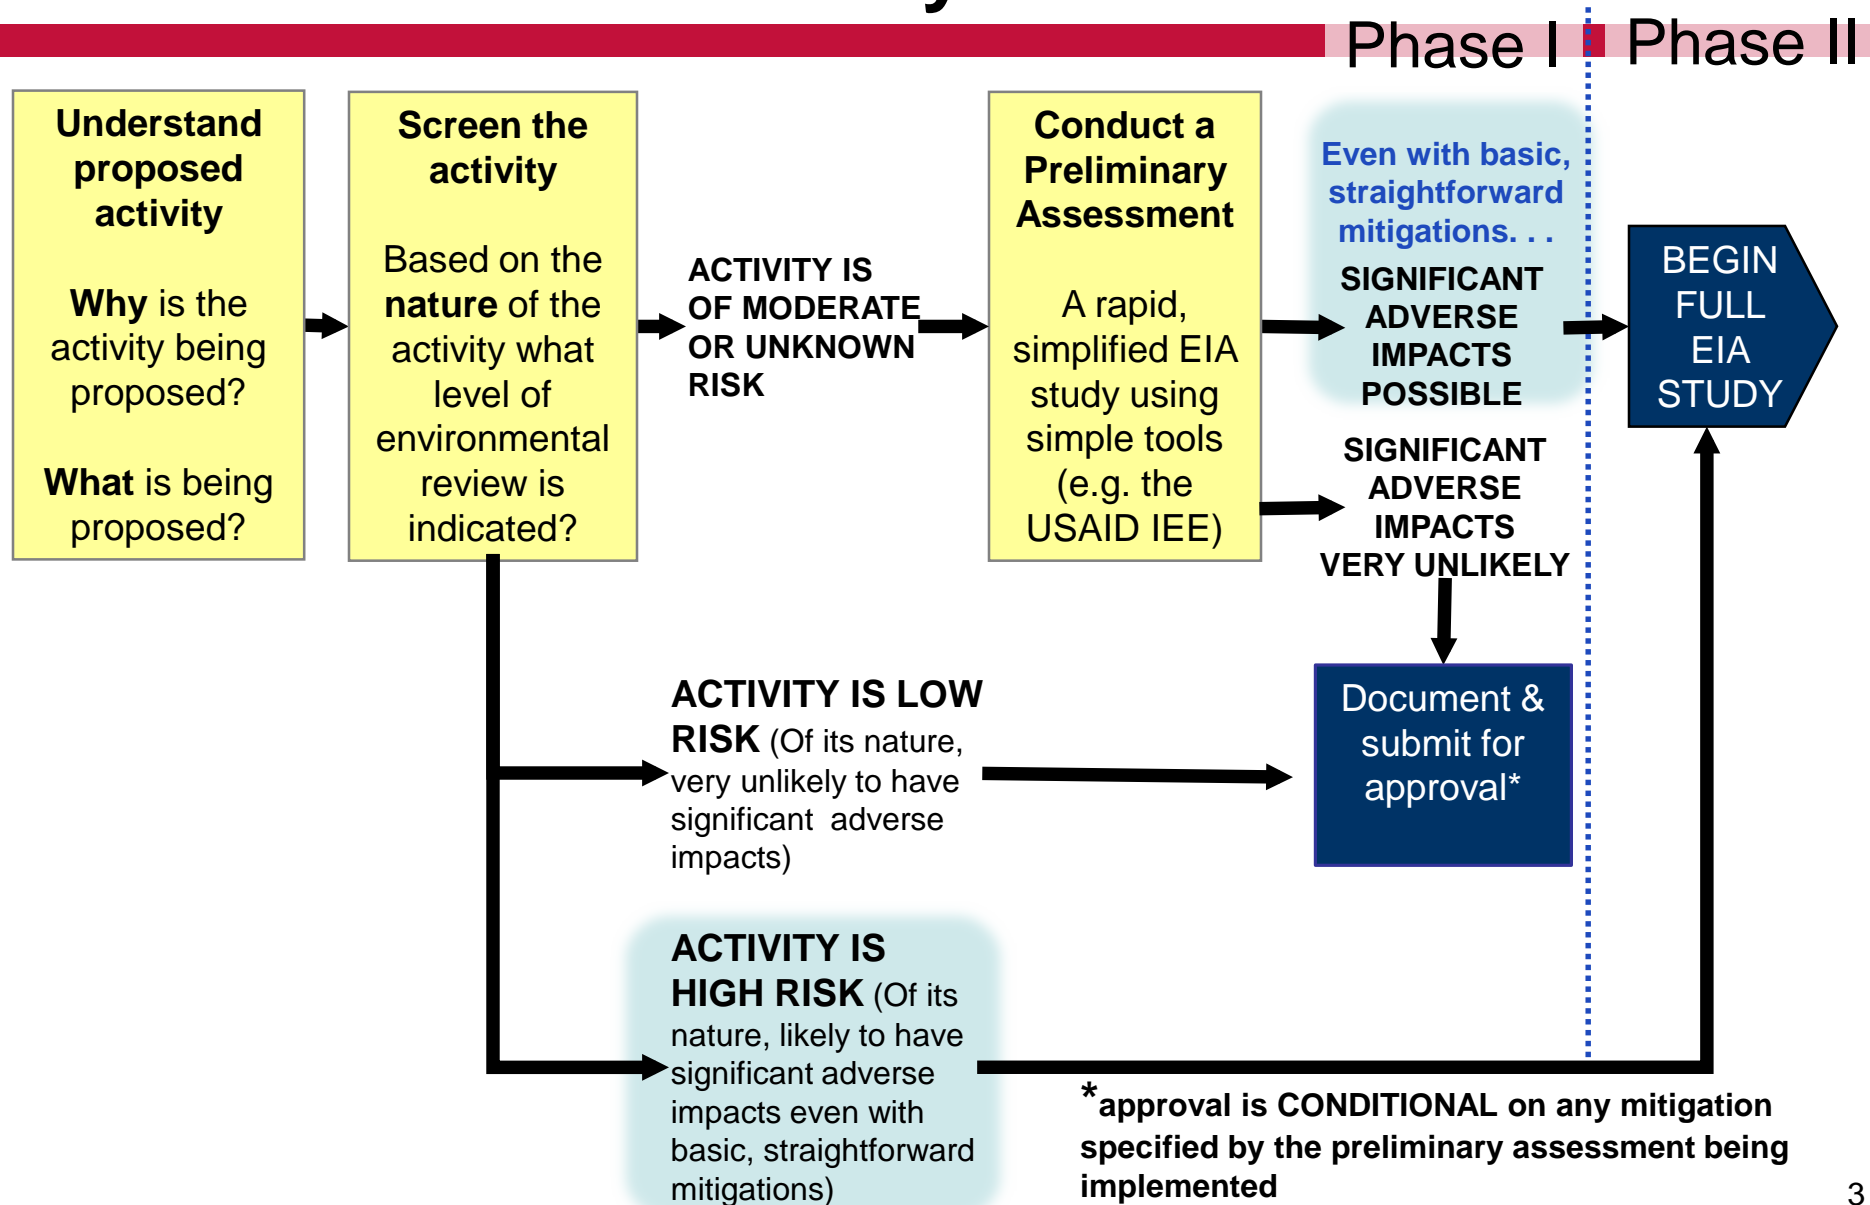 Phase I
Phase II
Understand
proposed
activity
Why is the
activity being
proposed?
What is being
proposed?
Screen the
activity
Based on the
nature of the
activity what
level of
environmental
review is
indicated?
ACTIVITY IS
OF MODERATE
OR UNKNOWN
RISK
Conduct a
Preliminary
Assessment
A rapid,
simplified EIA
study using
simple tools
(e.g. the
USAID IEE)
Even with basic,
straightforward
mitigations. . .
SIGNIFICANT
ADVERSE
IMPACTS
POSSIBLE
SIGNIFICANT
ADVERSE
IMPACTS
VERY UNLIKELY
BEGIN
FULL
EIA
STUDY
ACTIVITY IS LOW
RISK (Of its nature,
very unlikely to have
significant adverse
impacts)
Document &
submit for
approval*
ACTIVITY IS
HIGH RISK (Of its
nature, likely to have
significant adverse
impacts even with
basic, straightforward
mitigations)
*approval is CONDITIONAL on any mitigation
specified by the preliminary assessment being
implemented
3